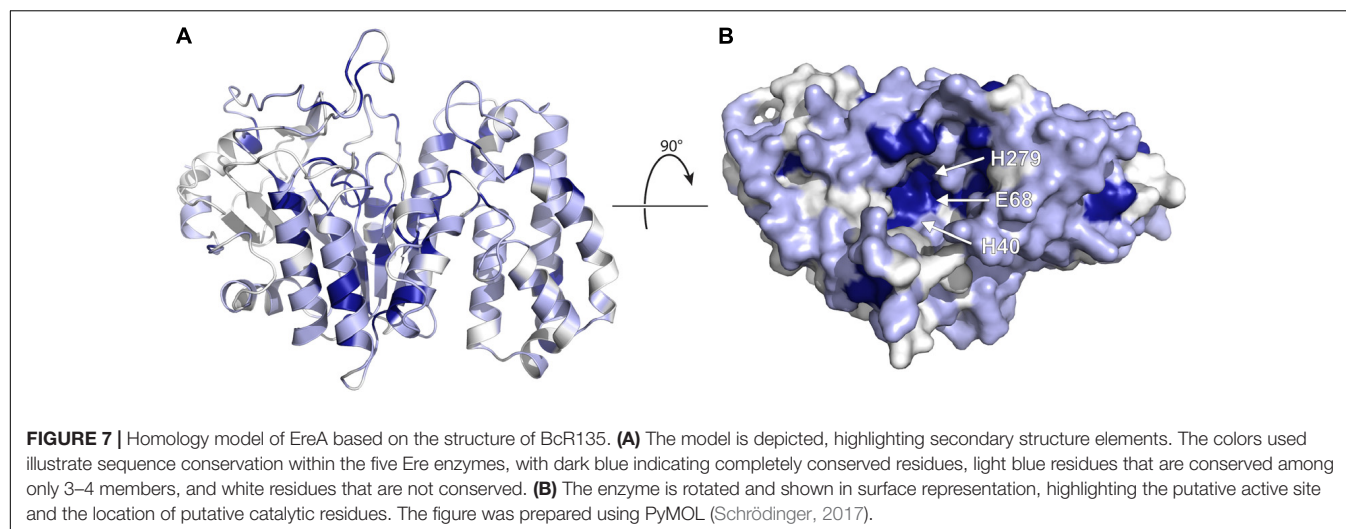 A
B
90°
H279
E68
H40
FIGURE 7 | Homology model of EreA based on the structure of BcR135. (A) The model is depicted, highlighting secondary structure elements. The colors used
illustrate sequence conservation within the five Ere enzymes, with dark blue indicating completely conserved residues, light blue residues that are conserved among
only 3–4 members, and white residues that are not conserved. (B) The enzyme is rotated and shown in surface representation, highlighting the putative active site
and the location of putative catalytic residues. The figure was prepared using PyMOL (Schrödinger, 2017).